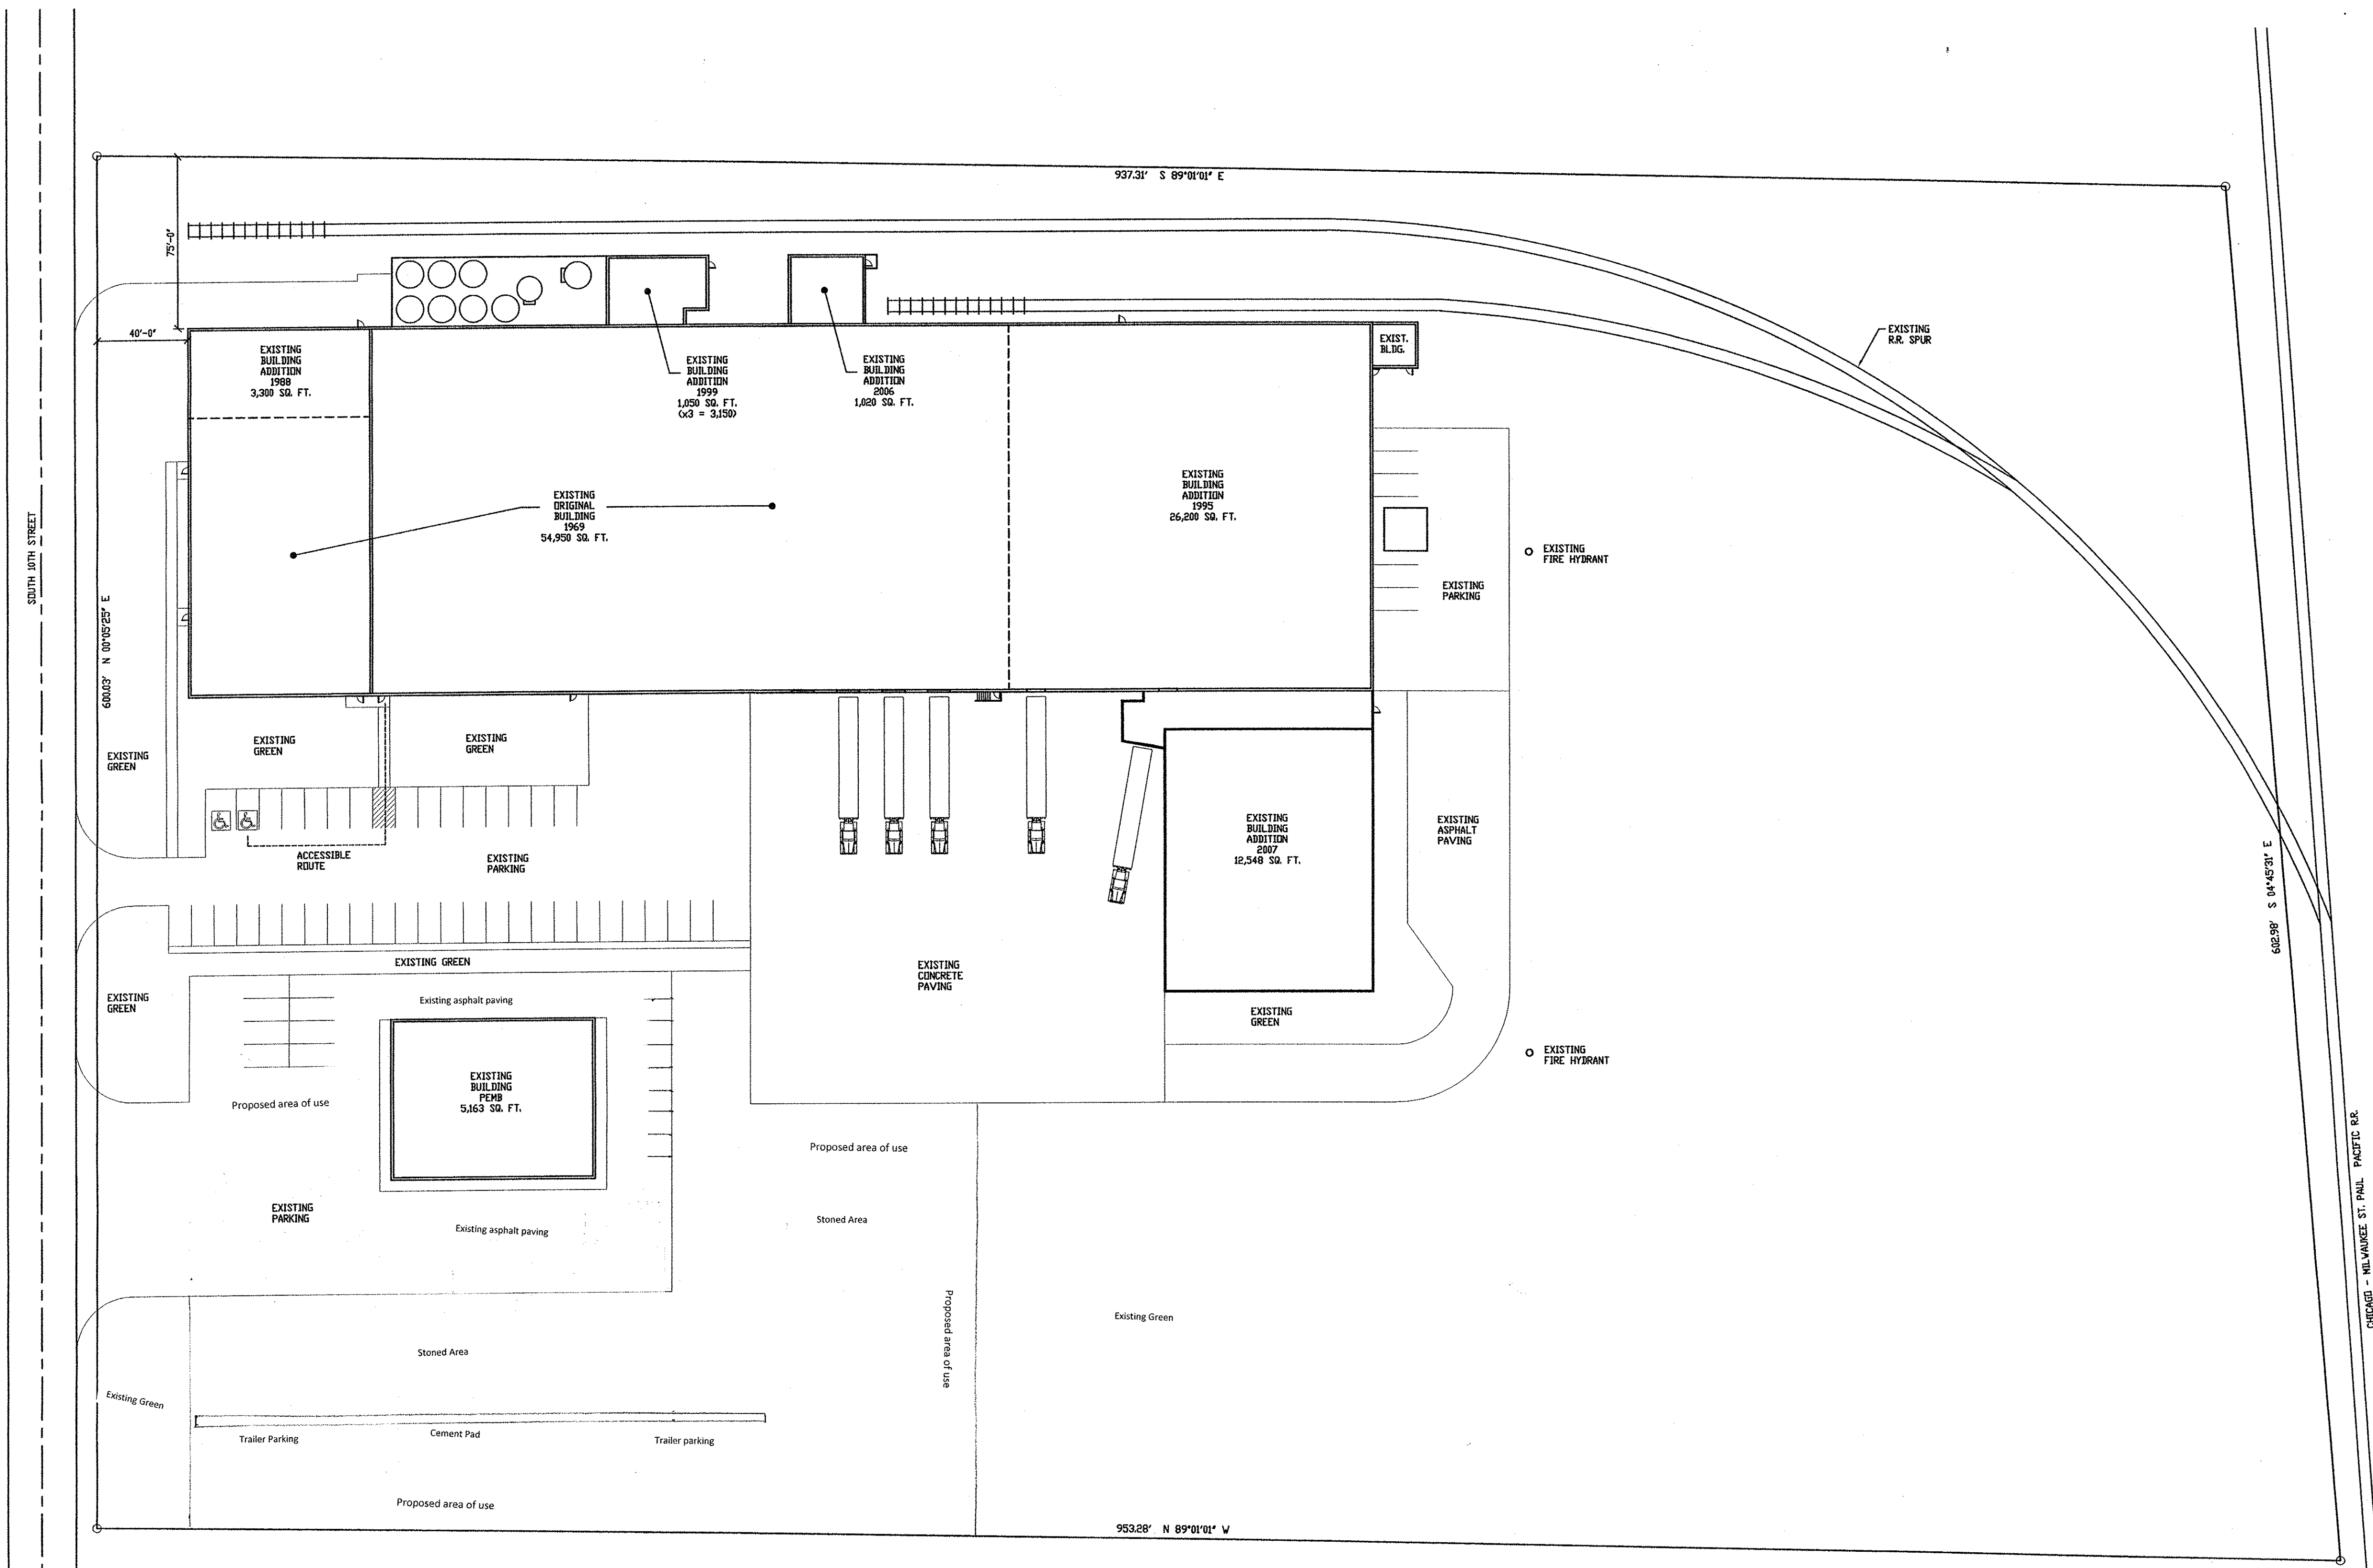 937.31' S 89°01'01" E
75'-0"
40'-0"
SOUTH 10TH STREET
600.03' N 00°05'25" E
EXISTING
BUILDING
ADDITION
1988
3,300 SQ. FT.
EXISTING
BUILDING
ADDITION
1999
1,050 SQ. FT.
(x3 = 3,150)
EXISTING
BUILDING
ADDITION
2006
1,020 SQ. FT.
EXIST.
BLDG.
EXISTING
R.R. SPUR
EXISTING
ORIGINAL
BUILDING
1969
54,950 SQ. FT.
EXISTING
BUILDING
ADDITION
1995
26,200 SQ. FT.
EXISTING
FIRE HYDRANT
EXISTING
PARKING
EXISTING
GREEN
EXISTING
GREEN
EXISTING
GREEN
ACCESSIBLE
ROUTE
EXISTING
PARKING
EXISTING
BUILDING
ADDITION
2007
12,548 SQ. FT.
EXISTING
ASPHALT
PAVING
602.98' S 04°45'31" E
EXISTING GREEN
EXISTING
CONCRETE
PAVING
EXISTING
GREEN
Existing asphalt paving
EXISTING
GREEN
EXISTING
FIRE HYDRANT
EXISTING
BUILDING
PEMB
5,163 SQ. FT.
Proposed area of use
Proposed area of use
EXISTING
PARKING
Existing asphalt paving
Stoned Area
CHICAGO - MILWAUKEE ST. PAUL PACIFIC R.R.
Proposed area of use
Existing Green
Stoned Area
Existing Green
Trailer Parking
Cement Pad
Trailer parking
Proposed area of use
953.28' N 89°01'01" W